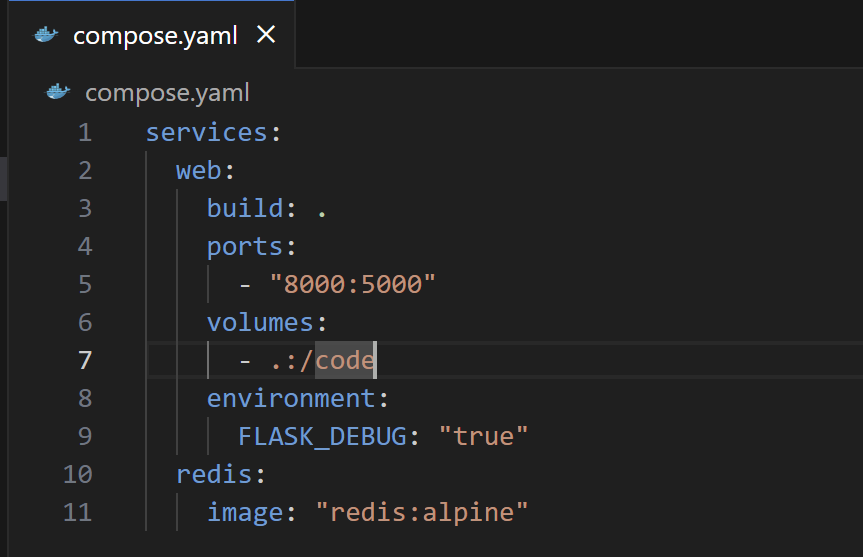 compose.yaml ×
compose.yaml
1 services:
2   web:
3     build: .
4     ports:
5       - "8000:5000"
6     volumes:
7       - .:/code
8     environment:
9       FLASK_DEBUG: "true"
10   redis:
11     image: "redis:alpine"